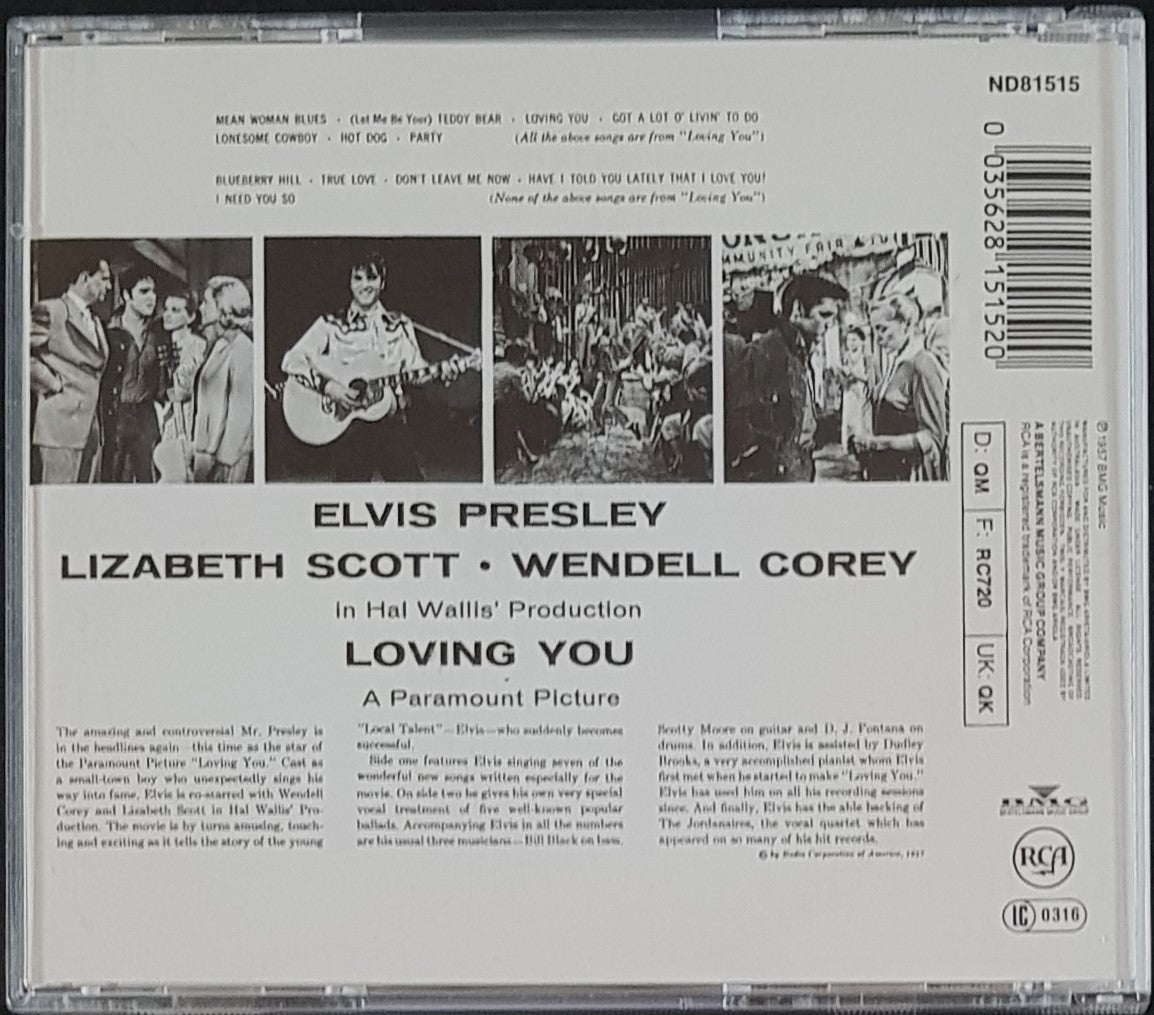 ND81515
MEAN WOMAN BLUES · (Let Me Be Your) TEDDY BEAR · LOVING YOU · GOT A LOT O' LIVIN' TO DO
LONESOME COWBOY · HOT DOG · PARTY (All the above songs are from "Loving You")
BLUEBERRY HILL · TRUE LOVE · DON'T LEAVE ME NOW · HAVE I TOLD YOU LATELY THAT I LOVE YOU?
I NEED YOU SO (None of the above songs are from "Loving You")
0 035628 151520
MMUNITY FAIR
ELVIS PRESLEY
LIZABETH SCOTT · WENDELL COREY
in Hal Wallis' Production
LOVING YOU
A Paramount Picture
The amazing and controversial Mr. Presley is
in the headlines again—this time as the star of
the Paramount Picture "Loving You." Cast as
a small-town boy who unexpectedly sings his
way into fame, Elvis is co-starred with Wendell
Corey and Lizabeth Scott in Hal Wallis' Pro-
duction. The movie is by turns amusing, touch-
ing and exciting as it tells the story of the young
"Local Talent"—Elvis—who suddenly becomes
successful.
Side one features Elvis singing seven of the
wonderful new songs written especially for the
movie. On side two he gives his own very special
vocal treatment of five well-known popular
ballads. Accompanying Elvis in all the numbers
are his usual three musicians—Bill Black on bass,
Scotty Moore on guitar and D. J. Fontana on
drums. In addition, Elvis is assisted by Dudley
Brooks, a very accomplished pianist whom Elvis
first met when he started to make "Loving You."
Elvis has used him on all his recording sessions
since. And finally, Elvis has the able backing of
The Jordanaires, the vocal quartet which has
appeared on so many of his hit records.
© by Radio Corporation of America, 1957
℗ 1987 BMG Music
A BERTELSMANN MUSIC GROUP COMPANY
RCA is a registered trademark of RCA Corporation
D: QM F: RC720 UK: QK
BMG
BERTELSMANN MUSIC GROUP
RCA
LC 0316